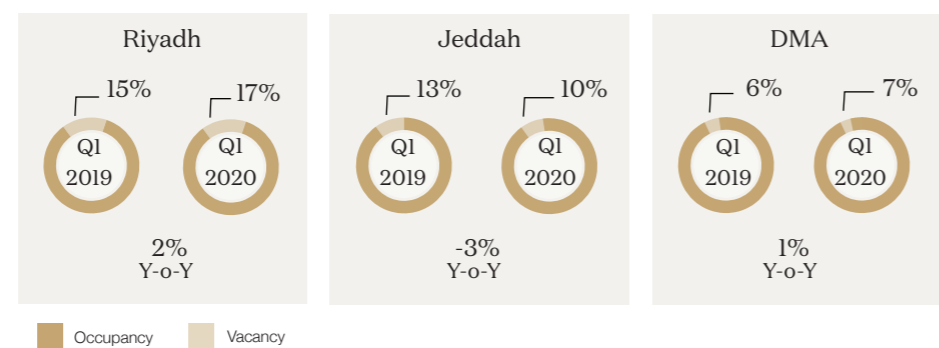 Riyadh
15%
17%
Q1
2019
Q1
2020
2%
Y-o-Y
Jeddah
13%
10%
Q1
2019
Q1
2020
-3%
Y-o-Y
DMA
6%
7%
Q1
2019
Q1
2020
1%
Y-o-Y
Occupancy
Vacancy